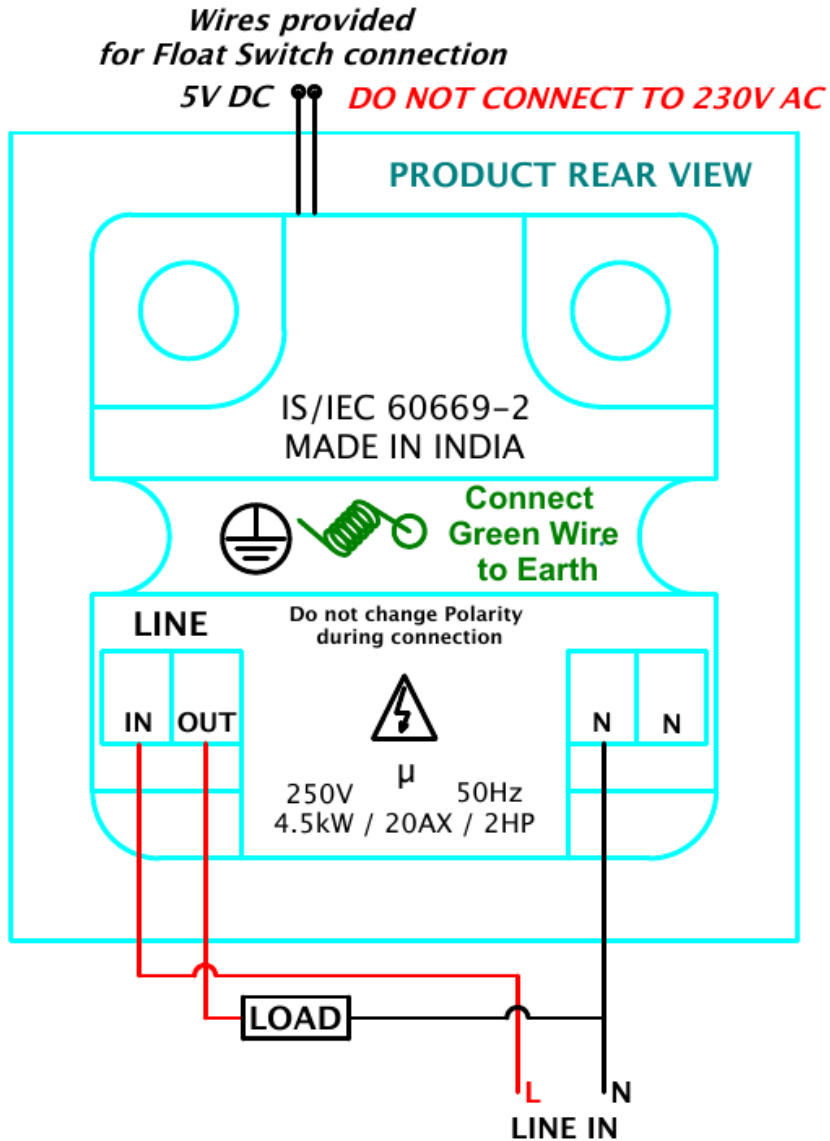 Wires provided
for Float Switch connection
5V DC DO NOT CONNECT TO 230V AC
PRODUCT REAR VIEW
IS/IEC 60669-2
MADE IN INDIA
Connect
Green Wire
to Earth
LINE
Do not change Polarity
during connection
IN OUT N N
µ
250V 50Hz
4.5kW / 20AX / 2HP
LOAD
L N
LINE IN